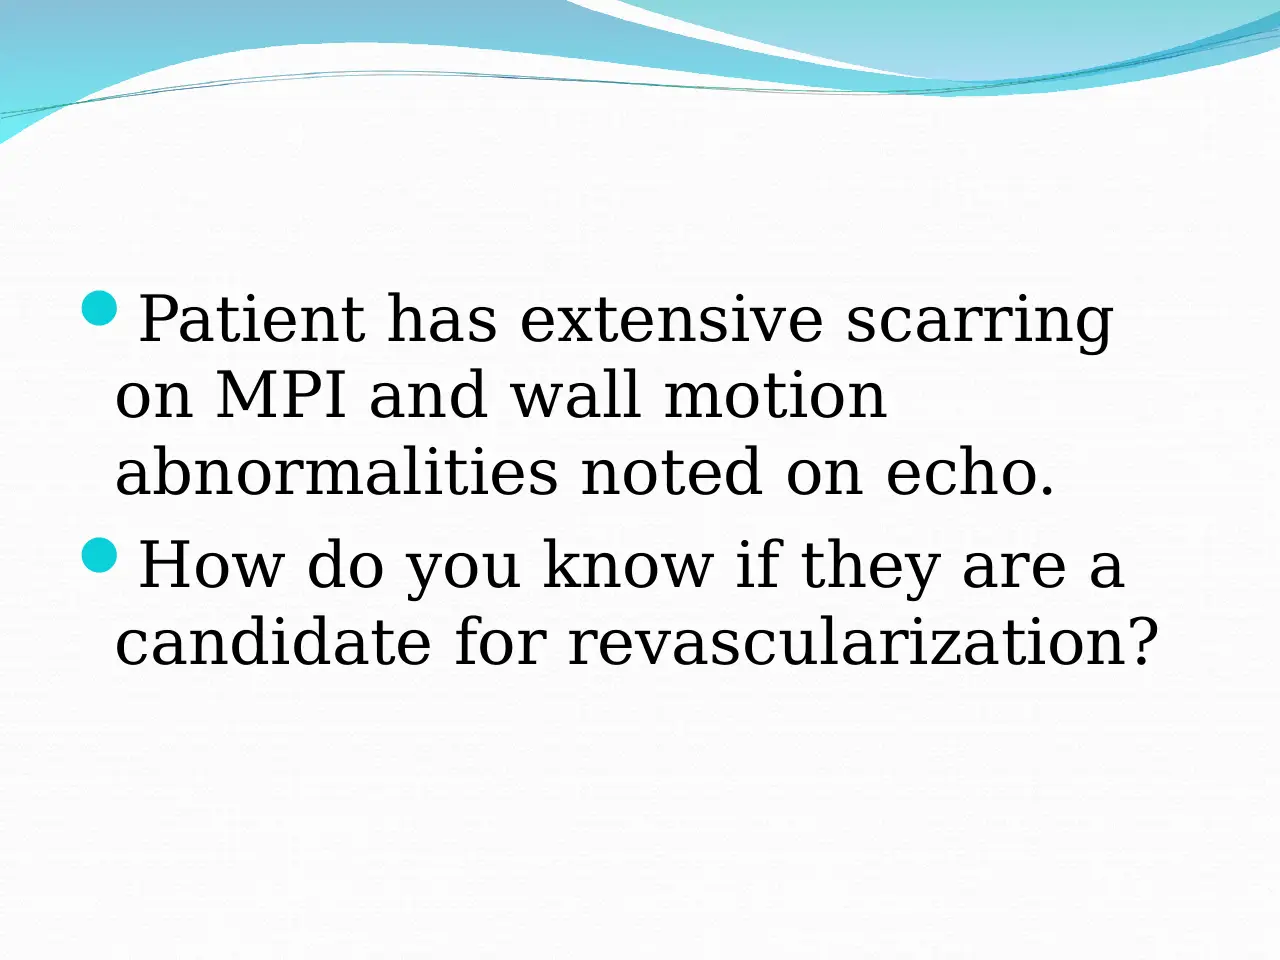 Patient has extensive scarring
on MPI and wall motion
abnormalities noted on echo.
How do you know if they are a
candidate for revascularization?